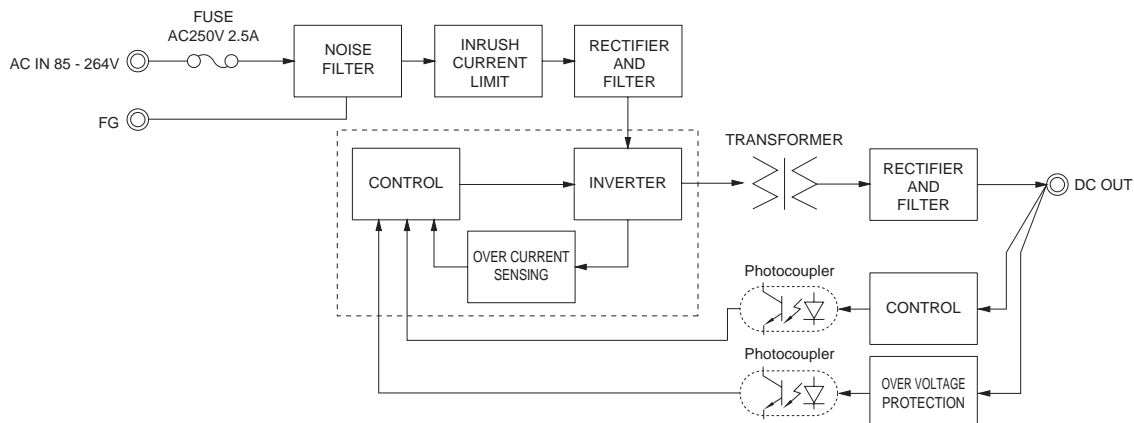 FUSE
AC250V 2.5A
AC IN 85 - 264V
NOISE
FILTER
INRUSH
CURRENT
LIMIT
RECTIFIER
AND
FILTER
FG
TRANSFORMER
CONTROL
INVERTER
RECTIFIER
AND
FILTER
DC OUT
OVER CURRENT
SENSING
Photocoupler
CONTROL
Photocoupler
OVER VOLTAGE
PROTECTION